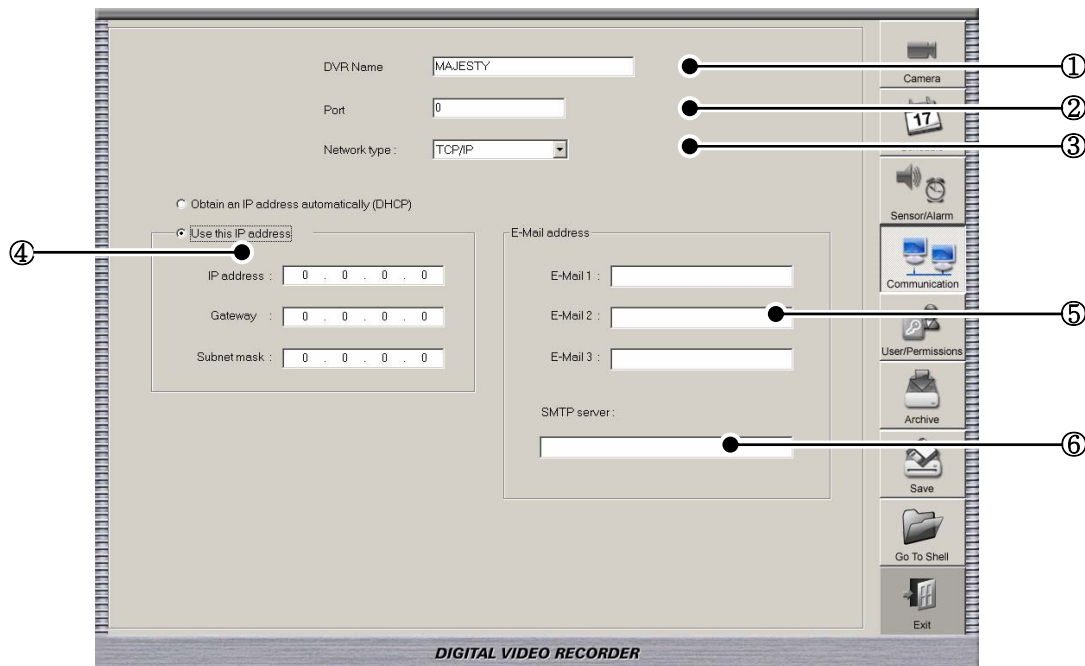 DVR Name MAJESTY ①
Port 0 ②
Network type : TCP/IP ③
Obtain an IP address automatically (DHCP)
Use this IP address
④
IP address : 0 . 0 . 0 . 0
Gateway : 0 . 0 . 0 . 0
Subnet mask : 0 . 0 . 0 . 0
E-Mail address
E-Mail 1 :
E-Mail 2 : ⑤
E-Mail 3 :
SMTP server :
⑥
Camera
17
Sensor/Alarm
Communication
User/Permissions
Archive
Save
Go To Shell
Exit
DIGITAL VIDEO RECORDER